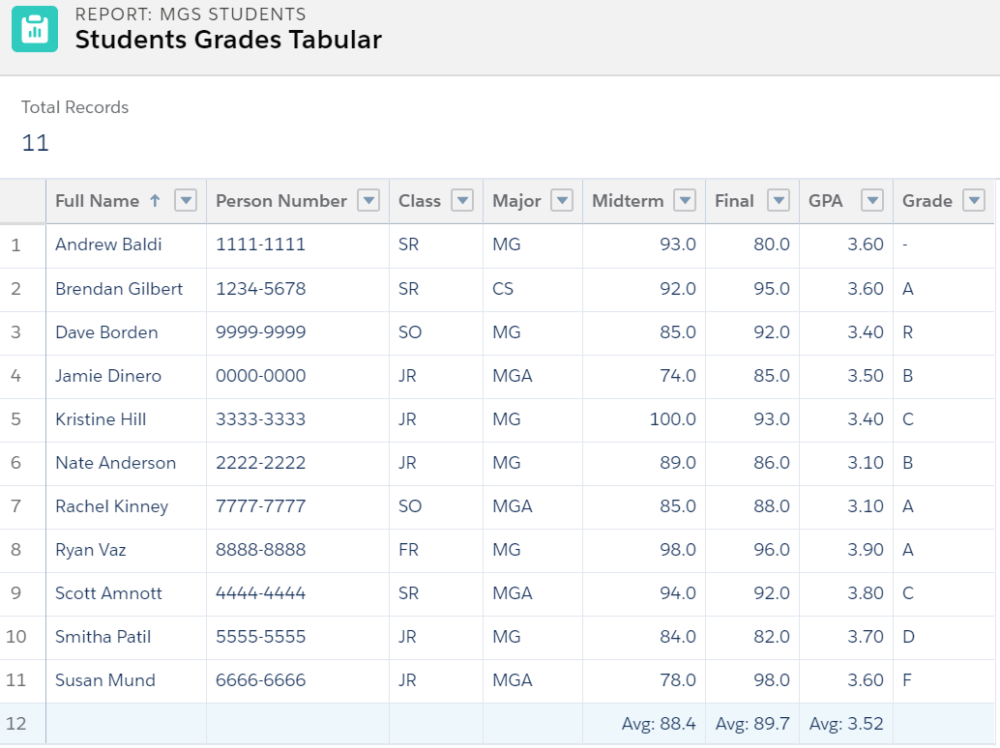 REPORT: MGS STUDENTS
Students Grades Tabular
Total Records
11
Full Name ↑ Person Number Class Major Midterm Final GPA Grade
1 Andrew Baldi 1111-1111 SR MG 93.0 80.0 3.60 -
2 Brendan Gilbert 1234-5678 SR CS 92.0 95.0 3.60 A
3 Dave Borden 9999-9999 SO MG 85.0 92.0 3.40 R
4 Jamie Dinero 0000-0000 JR MGA 74.0 85.0 3.50 B
5 Kristine Hill 3333-3333 JR MG 100.0 93.0 3.40 C
6 Nate Anderson 2222-2222 JR MG 89.0 86.0 3.10 B
7 Rachel Kinney 7777-7777 SO MGA 85.0 88.0 3.10 A
8 Ryan Vaz 8888-8888 FR MG 98.0 96.0 3.90 A
9 Scott Amnott 4444-4444 SR MGA 94.0 92.0 3.80 C
10 Smitha Patil 5555-5555 JR MG 84.0 82.0 3.70 D
11 Susan Mund 6666-6666 JR MGA 78.0 98.0 3.60 F
12 Avg: 88.4 Avg: 89.7 Avg: 3.52